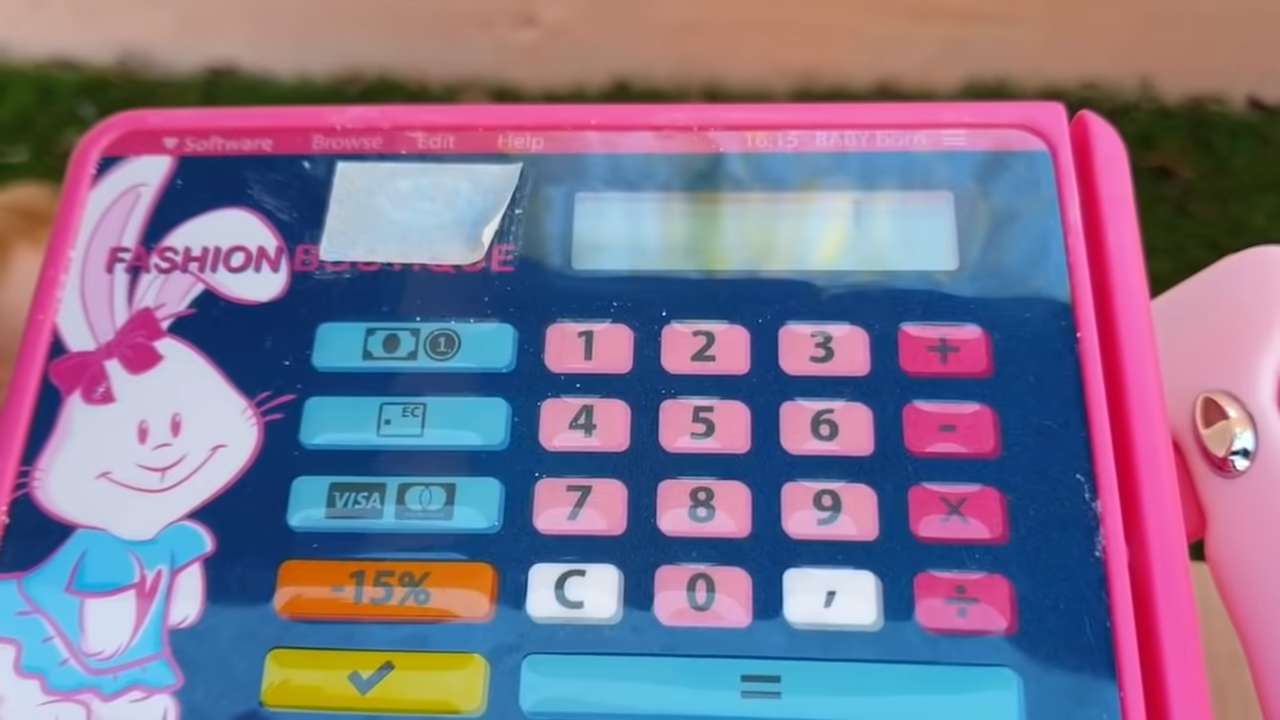 Software Browse Edit Help 16:15 BABY born
FASHION BOUTIQUE
1 1 2 3 +
EC 4 5 6 -
VISA 7 8 9 ×
-15% C 0 , ÷
=